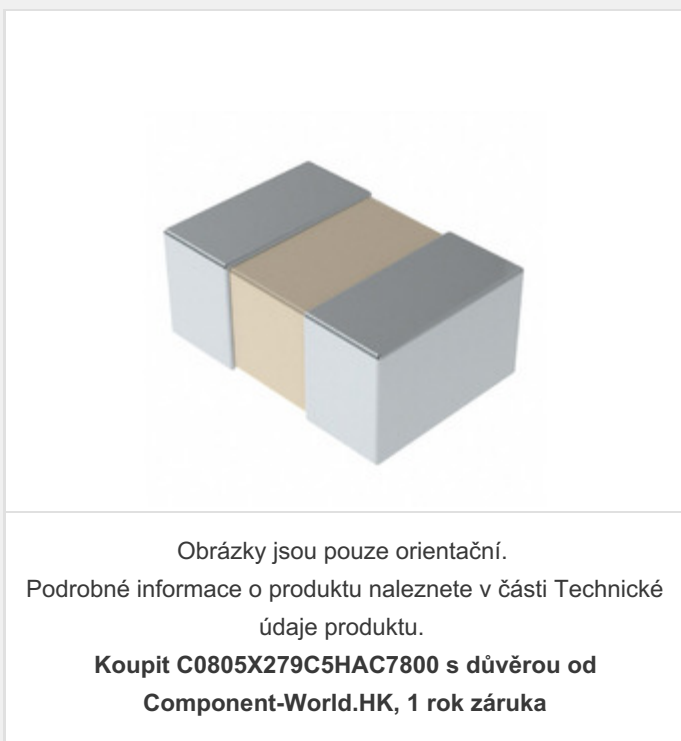 Obrázky jsou pouze orientační.
Podrobné informace o produktu naleznete v části Technické
údaje produktu.
Koupit C0805X279C5HAC7800 s důvěrou od
Component-World.HK, 1 rok záruka